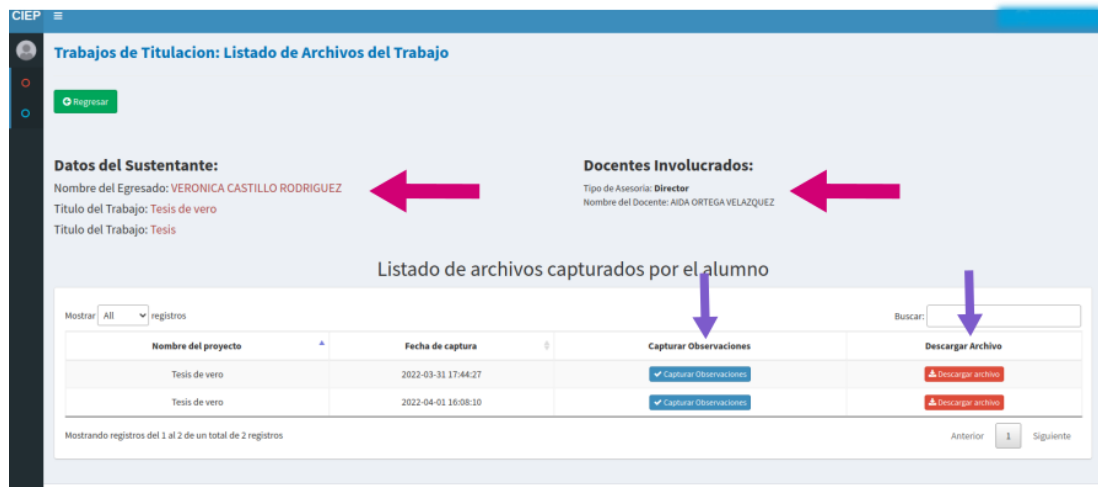 CIEP
Trabajos de Titulacion: Listado de Archivos del Trabajo
Regresar
Datos del Sustentante:
Nombre del Egresado: VERONICA CASTILLO RODRIGUEZ
Titulo del Trabajo: Tesis de vero
Titulo del Trabajo: Tesis
Docentes Involucrados:
Tipo de Asesoria: Director
Nombre del Docente: AIDA ORTEGA VELAZQUEZ
Listado de archivos capturados por el alumno
Mostrar All registros
Buscar:
Nombre del proyecto Fecha de captura Capturar Observaciones Descargar Archivo
Tesis de vero 2022-03-31 17:44:27 Capturar Observaciones Descargar archivo
Tesis de vero 2022-04-01 16:08:10 Capturar Observaciones Descargar archivo
Mostrando registros del 1 al 2 de un total de 2 registros
Anterior 1 Siguiente